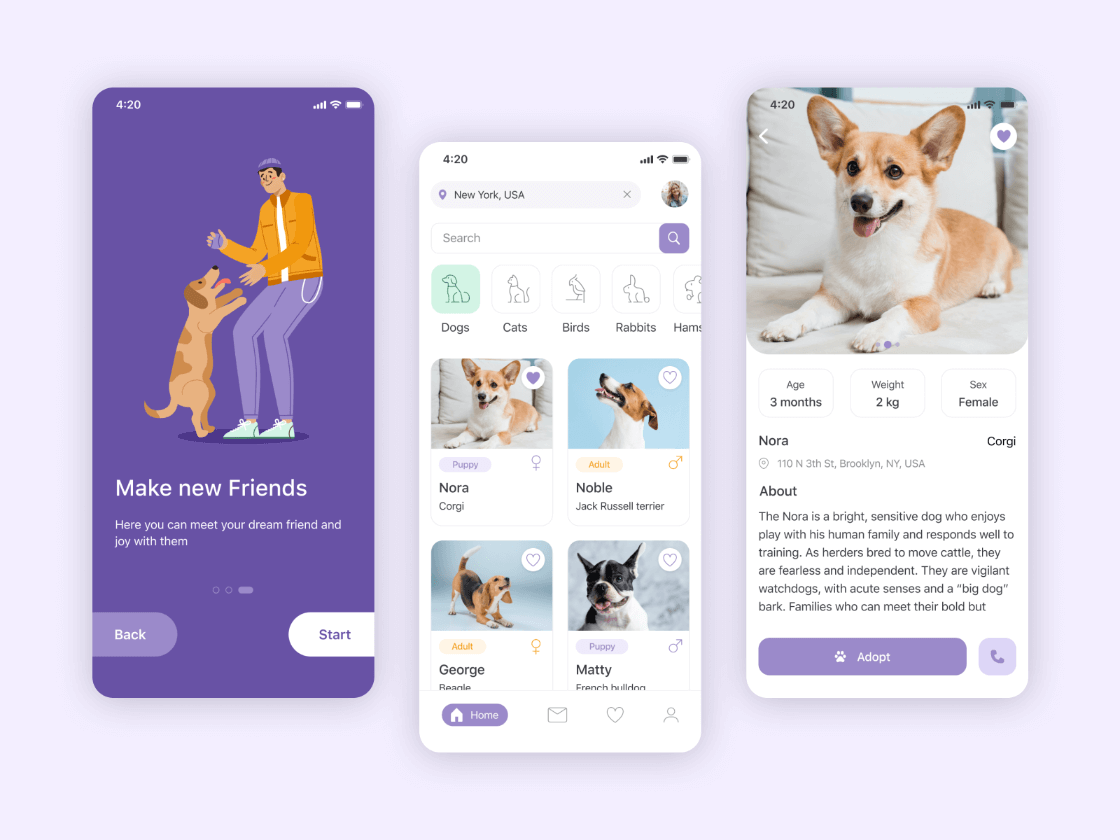 4:20
Make new Friends
Here you can meet your dream friend and
joy with them
Back
Start
4:20
New York, USA
Search
Dogs
Cats
Birds
Rabbits
Hams
Puppy
Nora
Corgi
Adult
Noble
Jack Russell terrier
Adult
George
Beagle
Puppy
Matty
French bulldog
Home
4:20
Age
3 months
Weight
2 kg
Sex
Female
Nora
Corgi
110 N 3th St, Brooklyn, NY, USA
About
The Nora is a bright, sensitive dog who enjoys
play with his human family and responds well to
training. As herders bred to move cattle, they
are fearless and independent. They are vigilant
watchdogs, with acute senses and a “big dog”
bark. Families who can meet their bold but
Adopt